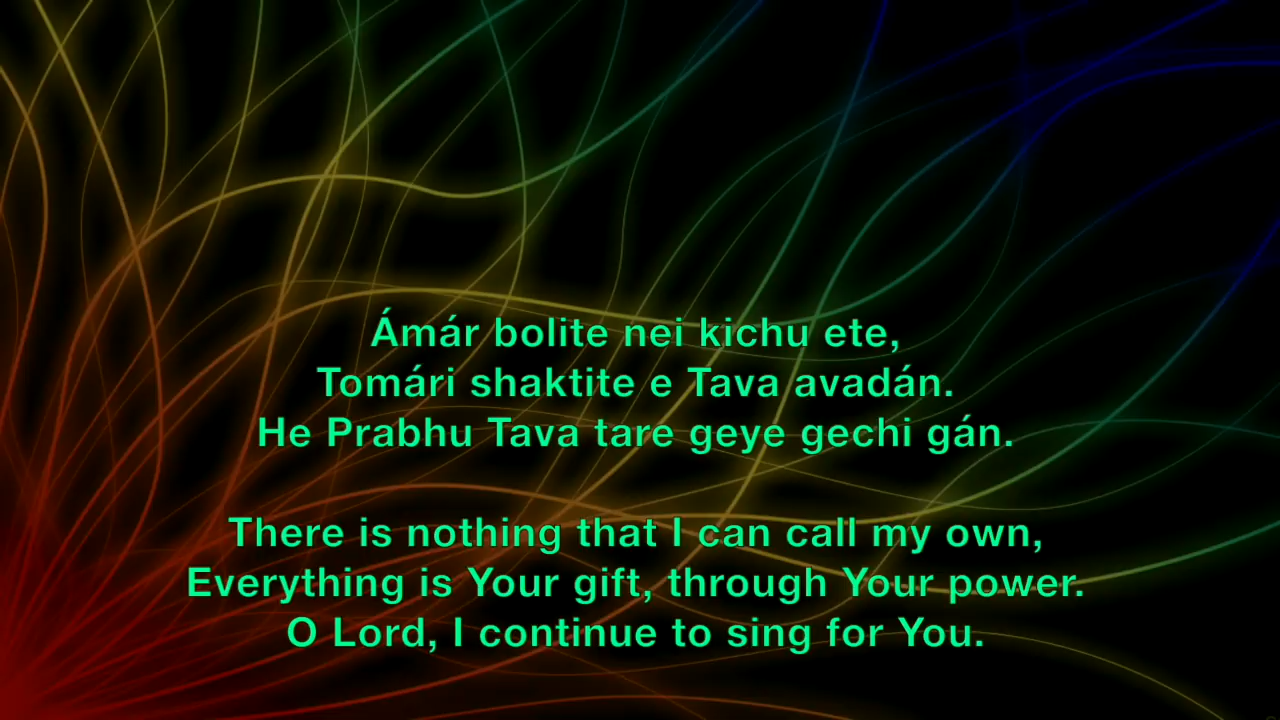 Ámár bolite nei kichu ete,
Tomári shaktite e Tava avadán.
He Prabhu Tava tare geye gechi gán.
There is nothing that I can call my own,
Everything is Your gift, through Your power.
O Lord, I continue to sing for You.